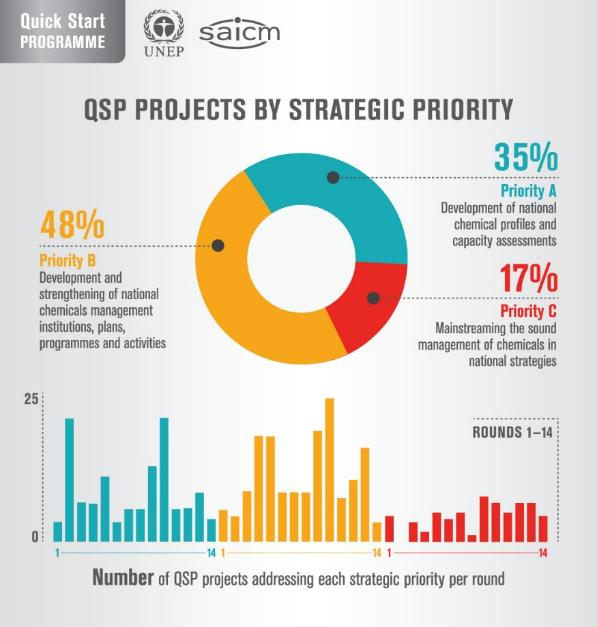 Quick Start
PROGRAMME
UNEP
saicm
QSP PROJECTS BY STRATEGIC PRIORITY
35%
Priority A
Development of national
chemical profiles and
capacity assessments
48%
Priority B
Development and
strengthening of national
chemicals management
institutions, plans,
programmes and activities
17%
Priority C
Mainstreaming the sound
management of chemicals in
national strategies
25
0
ROUNDS 1–14
1 14 1 14 1 14
Number of QSP projects addressing each strategic priority per round